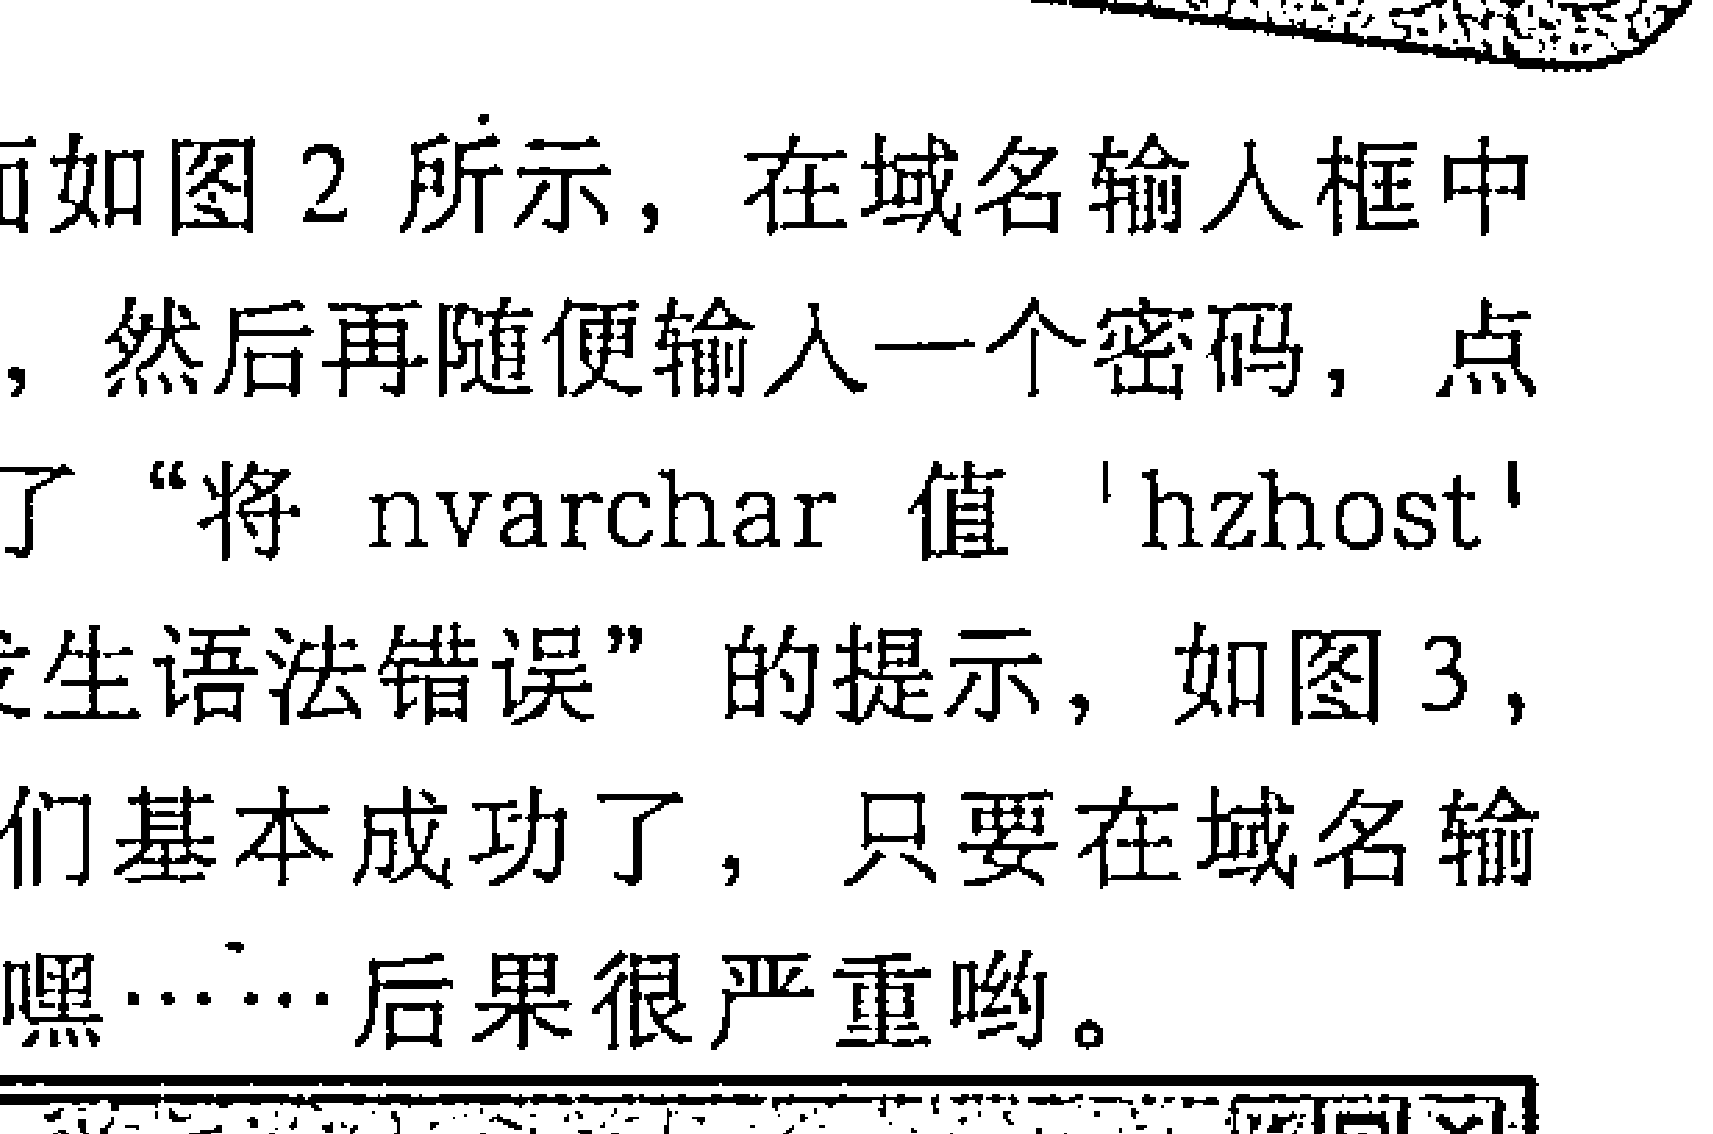 面如图 2 所示，在域名输入框中
，然后再随便输入一个密码，点
了“将 nvarchar 值 'hzhost'
发生语法错误”的提示，如图 3，
们基本成功了，只要在域名输
嘿……后果很严重哟。